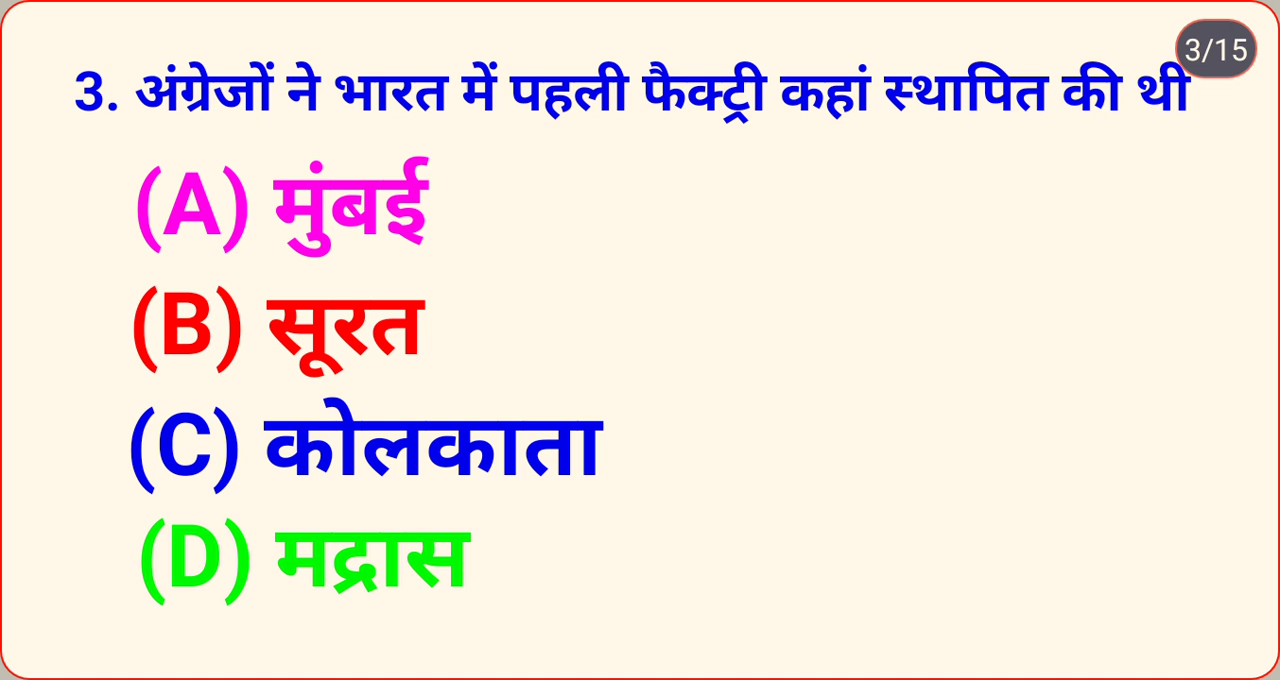 3/15
3. अंग्रेजों ने भारत में पहली फैक्ट्री कहां स्थापित की थी
(A) मुंबई
(B) सूरत
(C) कोलकाता
(D) मद्रास